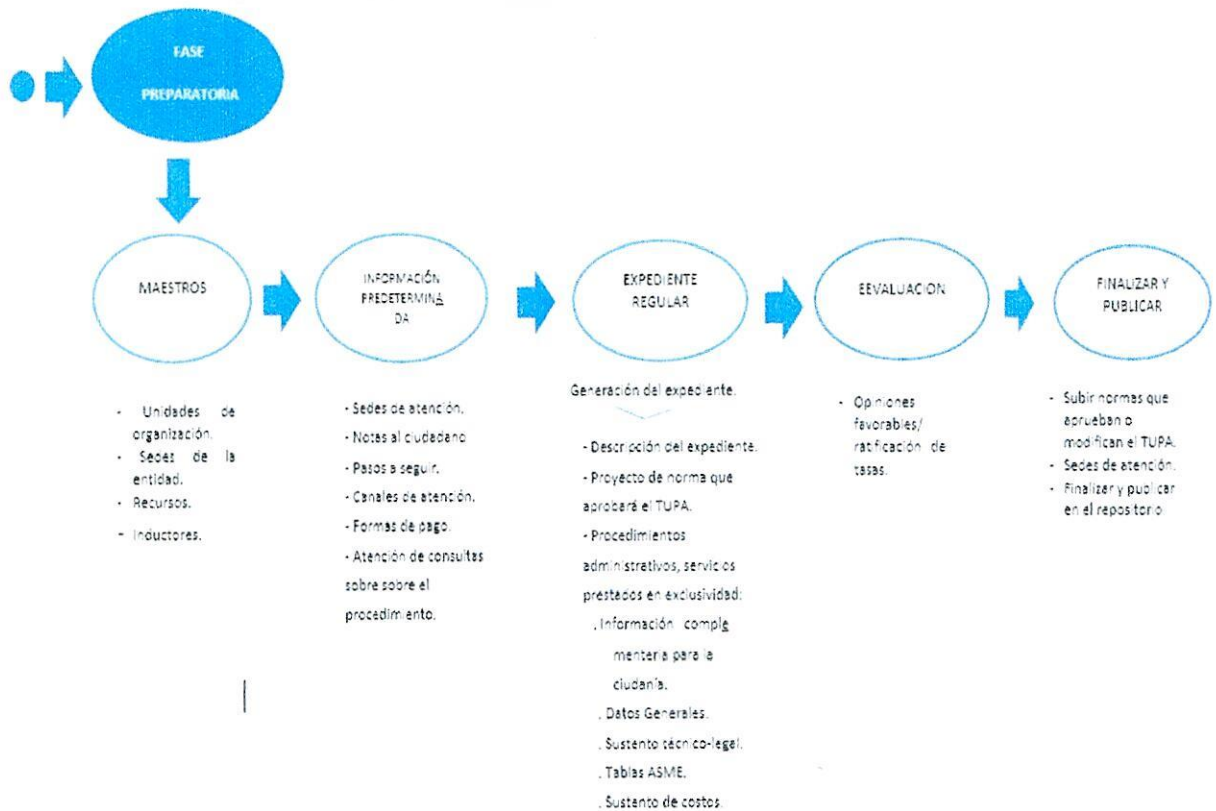 FASE
PREPARATORIA
MAESTROS
- Unidades de
organización.
- Sedes de la
entidad.
- Recursos.
- Inductores.
INFORMACIÓN
PREDETERMINA
DA
- Sedes de atención.
- Notas al ciudadano
- Pasos a seguir.
- Canales de atención.
- Formas de pago.
- Atención de consultas
sobre sobre el
procedimiento.
EXPEDIENTE
REGULAR
Generación del expediente.
- Descripción del expediente.
- Proyecto de norma que
aprobará el TUPA.
- Procedimientos
administrativos, servicios
prestados en exclusividad:
. Información comple
menteria para la
ciudanía.
. Datos Generales.
. Sustento técnico-legal.
. Tablas ASME.
. Sustento de costos.
EEVALUACION
- Opiniones
favorables/
ratificación de
tasas.
FINALIZAR Y
PUBLICAR
- Subir normas que
aprueban o
modifican el TUPA.
- Sedes de atención.
- Finalizar y publicar
en el repositorio